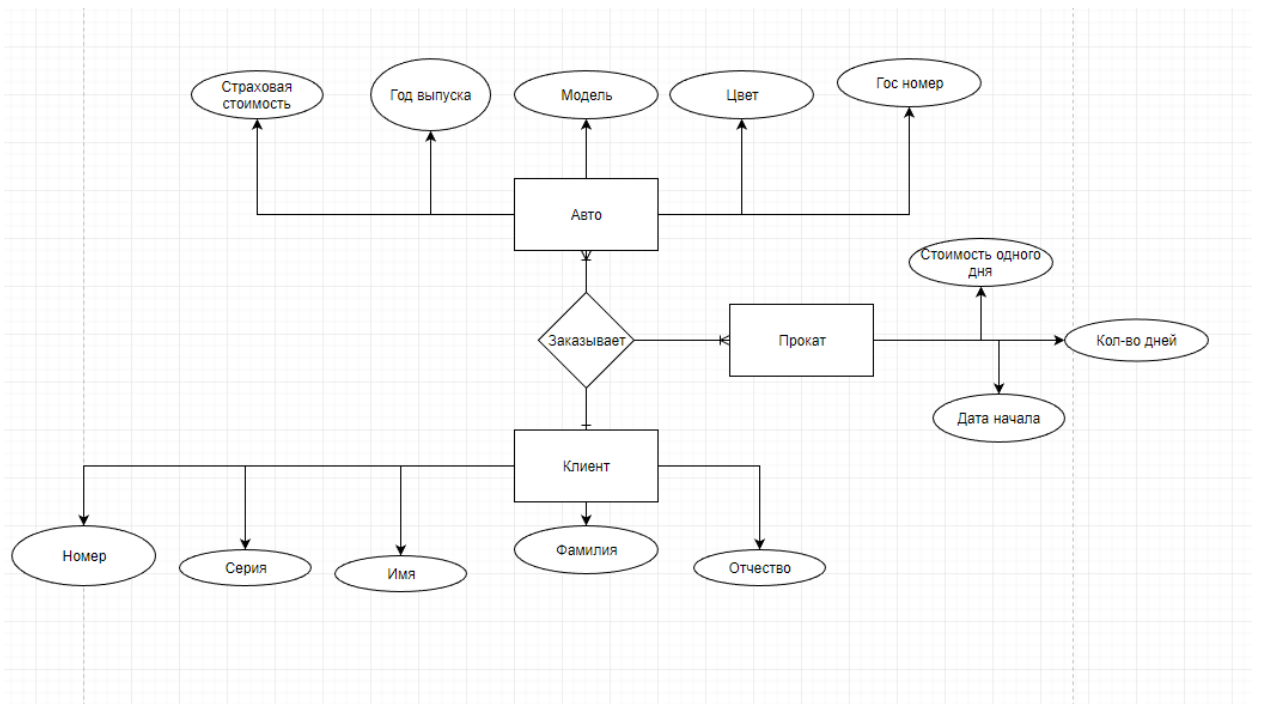 Страховая
стоимость
Год выпуска
Модель
Цвет
Гос номер
Авто
Стоимость одного
дня
Заказывает
Прокат
Кол-во дней
Дата начала
Клиент
Номер
Серия
Имя
Фамилия
Отчество